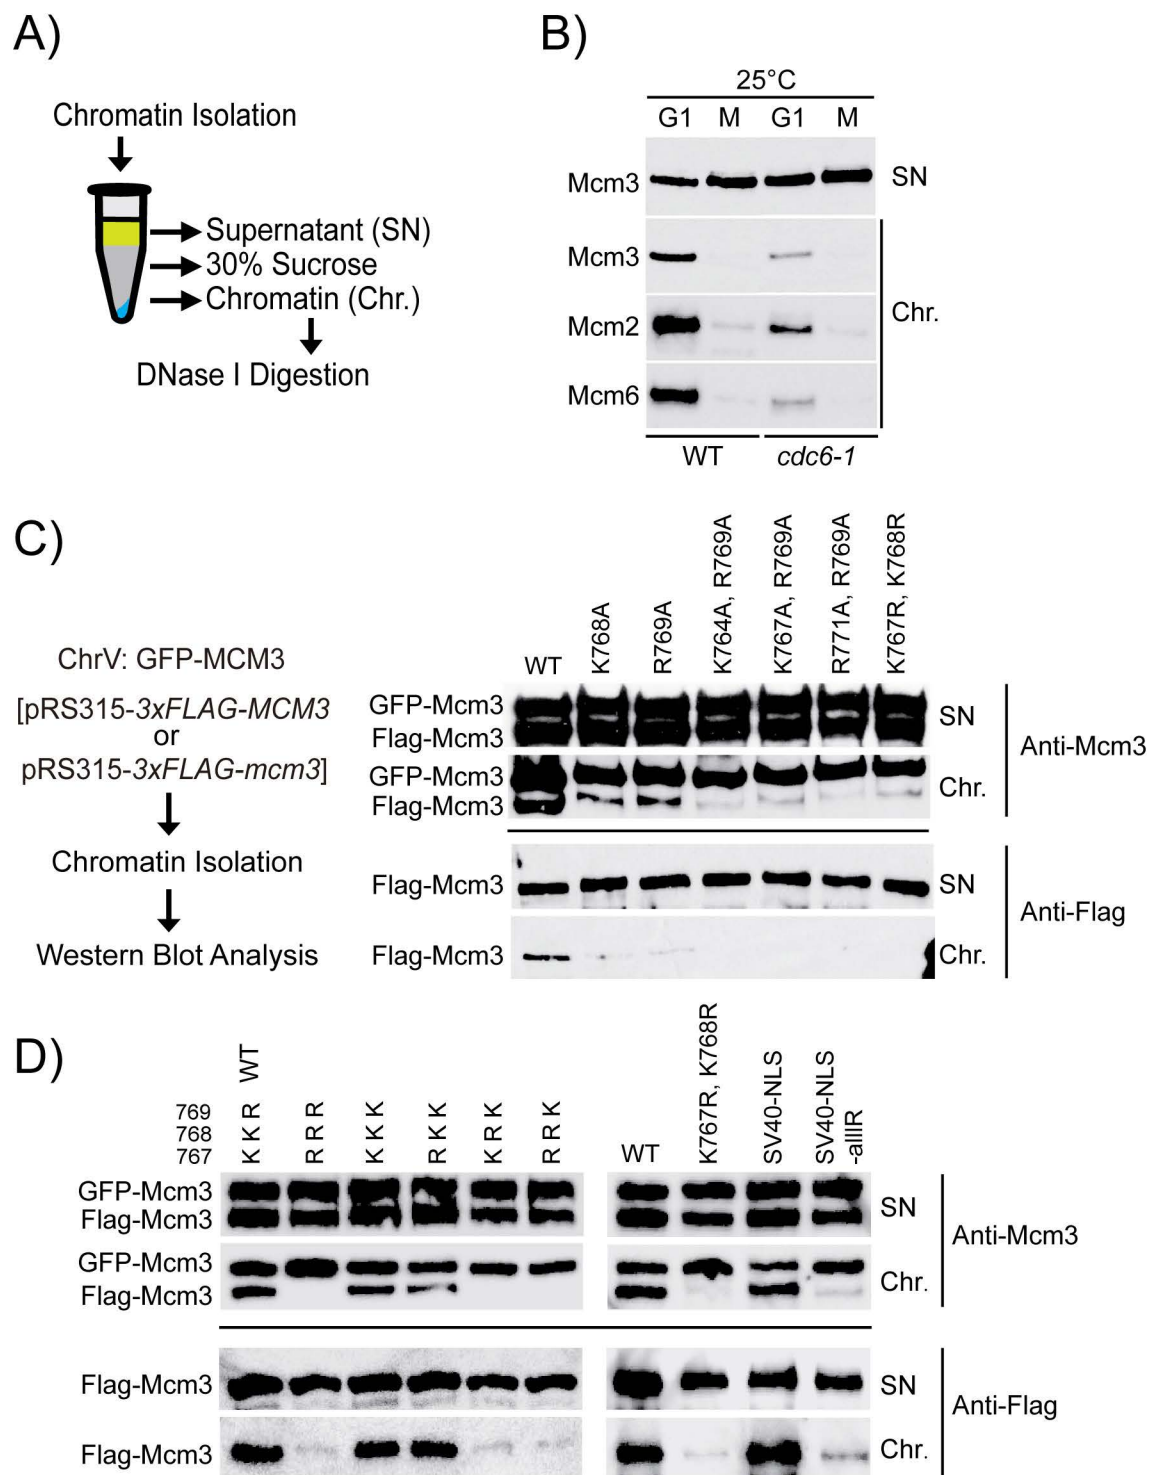 A)
Chromatin Isolation
Supernatant (SN)
30% Sucrose
Chromatin (Chr.)
DNase I Digestion
B)
25°C
G1 M G1 M
Mcm3 SN
Mcm3
Mcm2
Mcm6
Chr.
WT cdc6-1
C)
ChrV: GFP-MCM3
[pRS315-3xFLAG-MCM3
or
pRS315-3xFLAG-mcm3]
Chromatin Isolation
Western Blot Analysis
WT
K768A
R769A
K764A, R769A
K767A, R769A
R771A, R769A
K767R, K768R
GFP-Mcm3
Flag-Mcm3
SN
GFP-Mcm3
Flag-Mcm3
Chr.
Anti-Mcm3
Flag-Mcm3 SN
Flag-Mcm3 Chr.
Anti-Flag
D)
WT
769 R R K K K K
768 K R K K R R
767 K R K R K R
WT
K767R, K768R
SV40-NLS
SV40-NLS
-allR
GFP-Mcm3
Flag-Mcm3
SN
GFP-Mcm3
Flag-Mcm3
Chr.
Anti-Mcm3
Flag-Mcm3 SN
Flag-Mcm3 Chr.
Anti-Flag